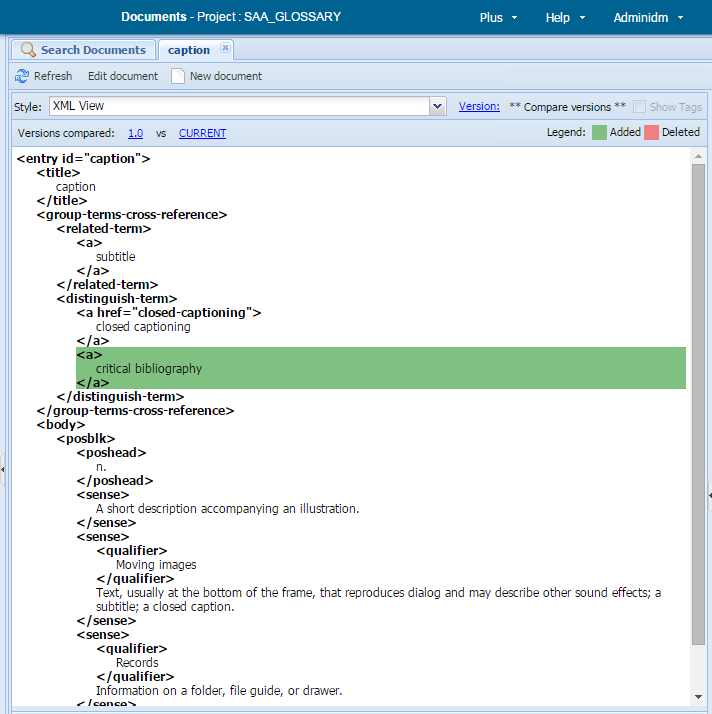 Documents - Project : SAA_GLOSSARY Plus Help Adminidm
Search Documents caption
Refresh Edit document New document
Style: XML View Version: ** Compare versions ** Show Tags
Versions compared: 1.0 vs CURRENT Legend: Added Deleted
<entry id="caption">
<title>
caption
</title>
<group-terms-cross-reference>
<related-term>
<a>
subtitle
</a>
</related-term>
<distinguish-term>
<a href="closed-captioning">
closed captioning
</a>
<a>
critical bibliography
</a>
</distinguish-term>
</group-terms-cross-reference>
<body>
<posblk>
<poshead>
n.
</poshead>
<sense>
A short description accompanying an illustration.
</sense>
<sense>
<qualifier>
Moving images
</qualifier>
Text, usually at the bottom of the frame, that reproduces dialog and may describe other sound effects; a
subtitle; a closed caption.
</sense>
<sense>
<qualifier>
Records
</qualifier>
Information on a folder, file guide, or drawer.
</sense>